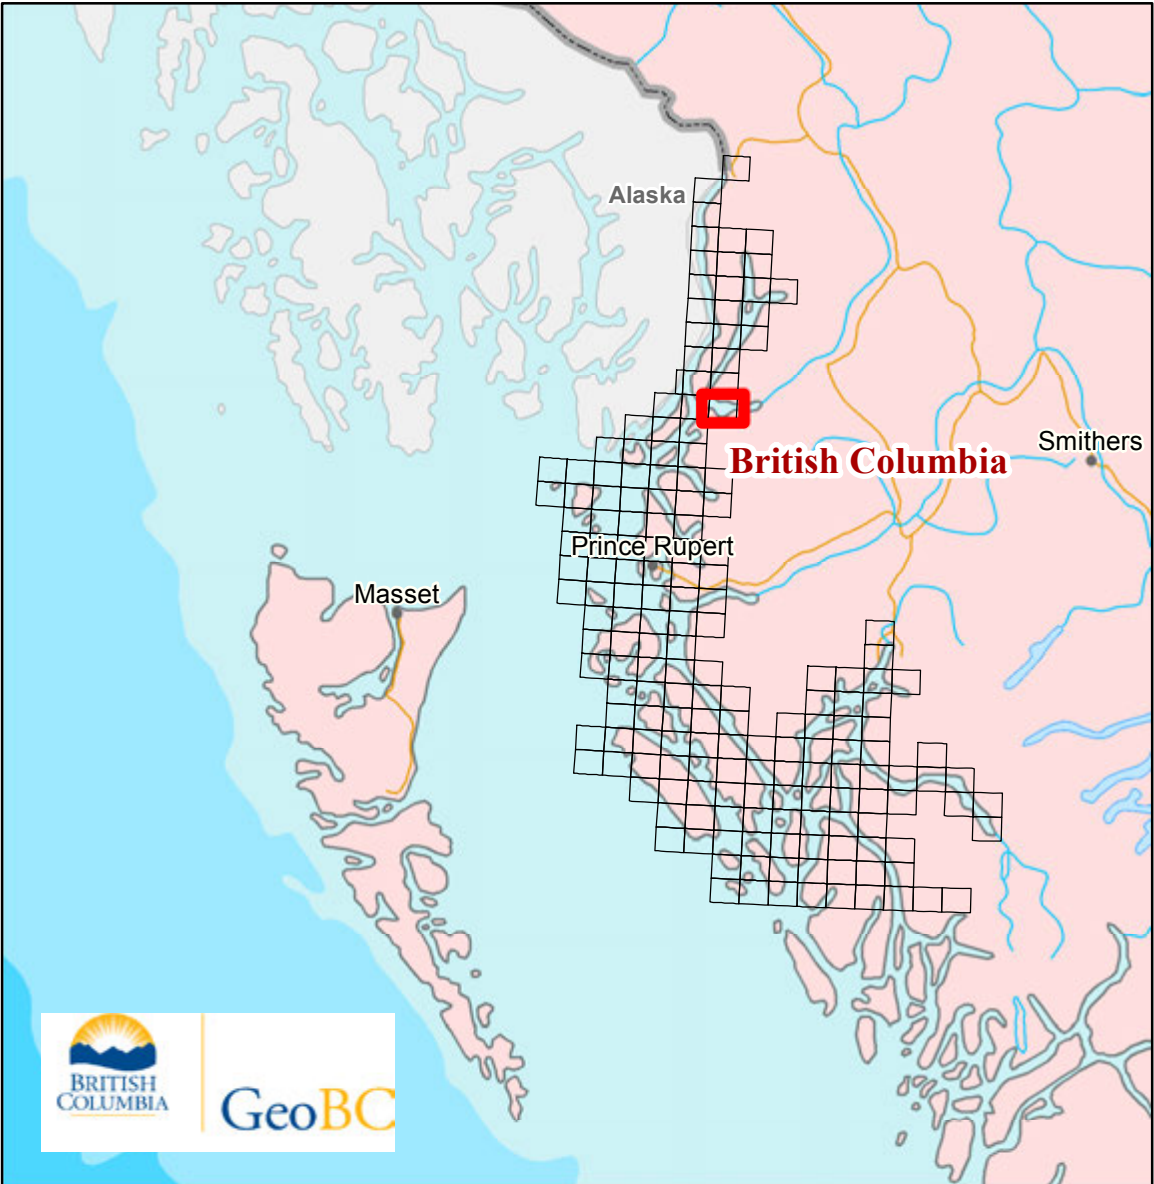 Alaska
Smithers
British Columbia
Prince Rupert
Masset
BRITISH
COLUMBIA
GeoBC